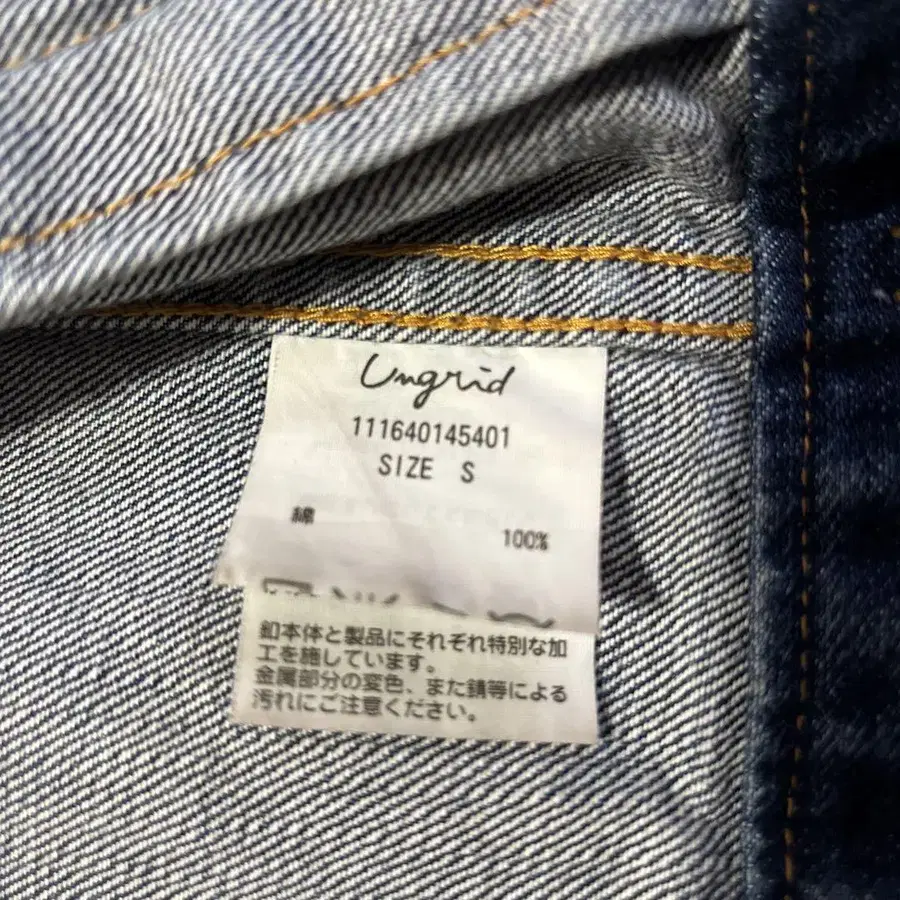 Ungrid
111640145401
SIZE S
綿
100%
釦本体と製品にそれぞれ特別な加
工を施しています。
金属部分の変色、また錆等による
汚れにご注意ください。